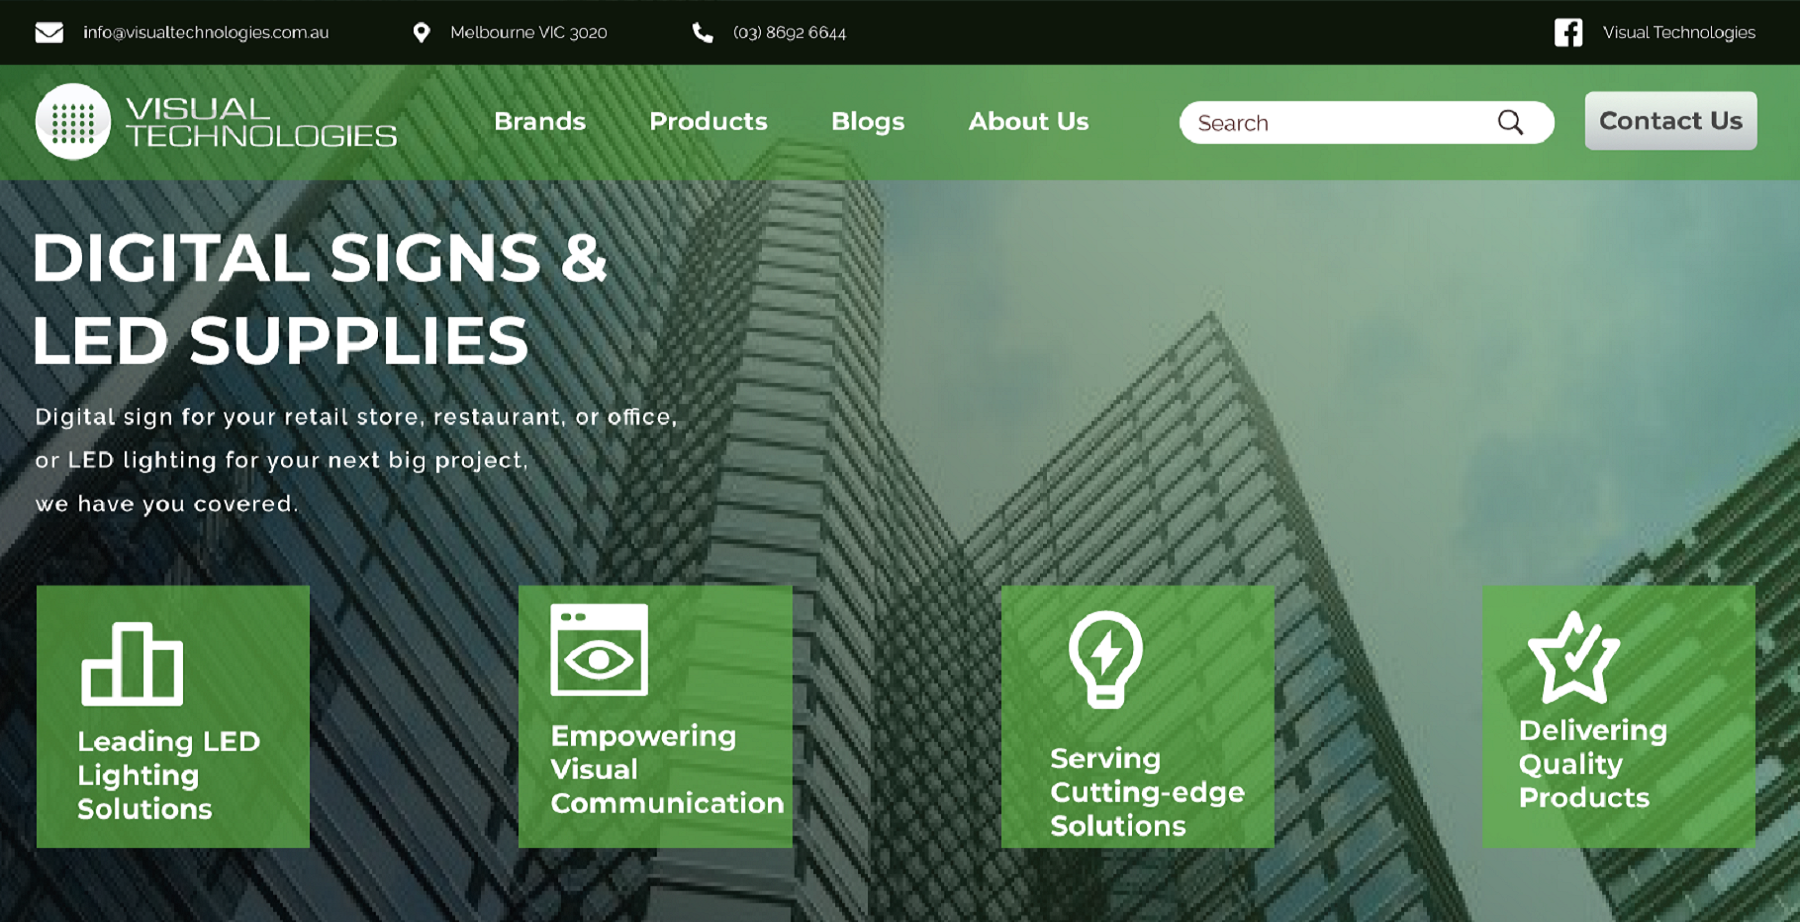 info@visualtechnologies.com.au
Melbourne VIC 3020
(03) 8692 6644
Visual Technologies
VISUAL
TECHNOLOGIES
Brands
Products
Blogs
About Us
Search
Contact Us
DIGITAL SIGNS &
LED SUPPLIES
Digital sign for your retail store, restaurant, or office,
or LED lighting for your next big project,
we have you covered.
Leading LED
Lighting
Solutions
Empowering
Visual
Communication
Serving
Cutting-edge
Solutions
Delivering
Quality
Products